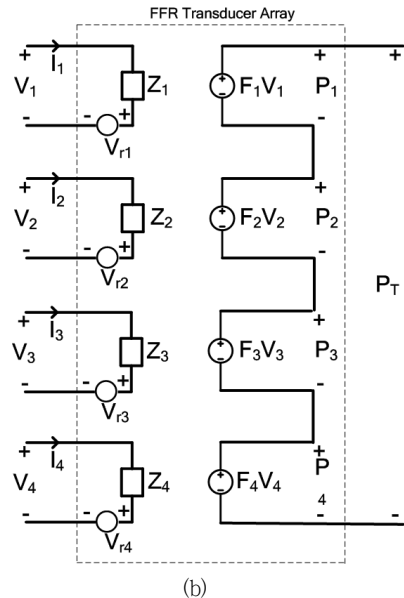 FFR Transducer Array
+ I1 + +
V1 Z1 F1V1 P1
- - + -
Vr1
+ I2 +
V2 Z2 F2V2 P2
- - + -
Vr2
PT
+ I3 +
V3 Z3 F3V3 P3
- - + -
Vr3
+ I4 +
V4 Z4 F4V4 P
4
- - + - -
Vr4
(b)